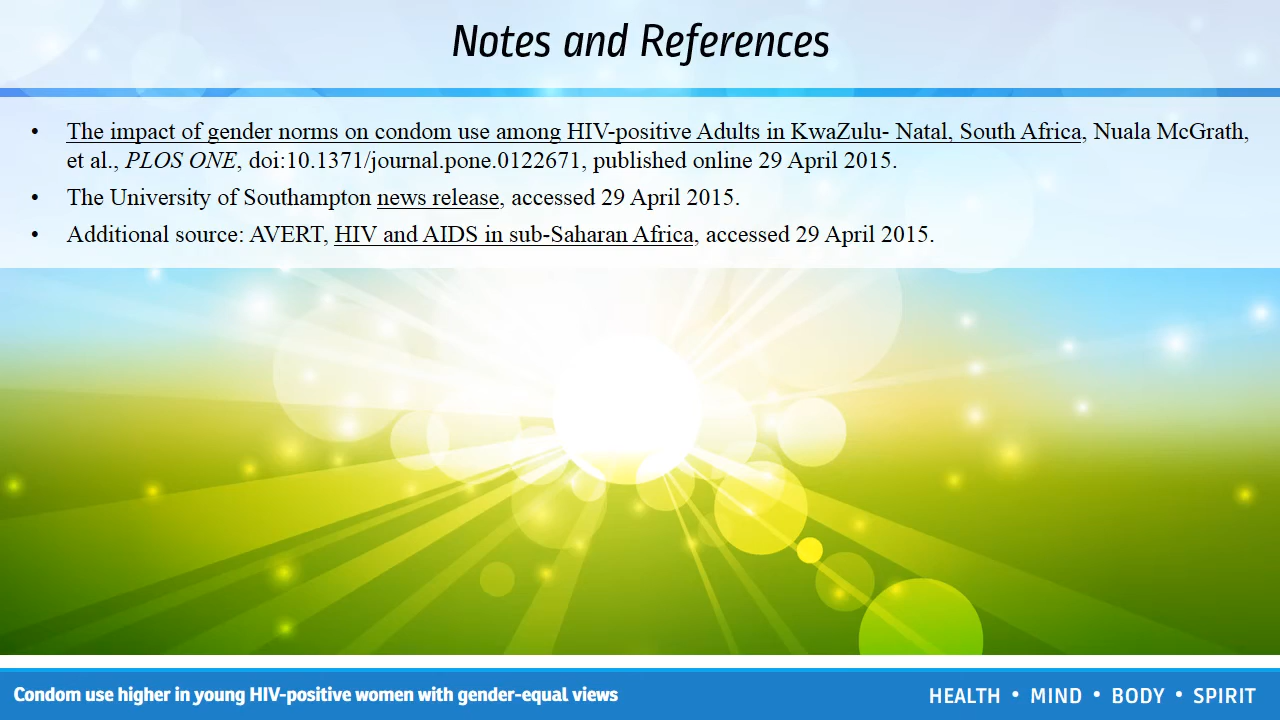 Notes and References
• The impact of gender norms on condom use among HIV-positive Adults in KwaZulu- Natal, South Africa, Nuala McGrath,
et al., PLOS ONE, doi:10.1371/journal.pone.0122671, published online 29 April 2015.
• The University of Southampton news release, accessed 29 April 2015.
• Additional source: AVERT, HIV and AIDS in sub-Saharan Africa, accessed 29 April 2015.
Condom use higher in young HIV-positive women with gender-equal views
HEALTH • MIND • BODY • SPIRIT